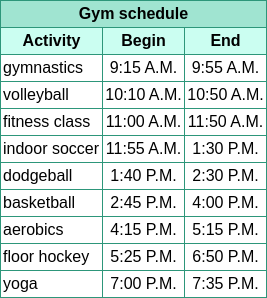 Gym schedule
Activity Begin End
gymnastics 9:15 A.M. 9:55 A.M.
volleyball 10:10 A.M. 10:50 A.M.
fitness class 11:00 A.M. 11:50 A.M.
indoor soccer 11:55 A.M. 1:30 P.M.
dodgeball 1:40 P.M. 2:30 P.M.
basketball 2:45 P.M. 4:00 P.M.
aerobics 4:15 P.M. 5:15 P.M.
floor hockey 5:25 P.M. 6:50 P.M.
yoga 7:00 P.M. 7:35 P.M.